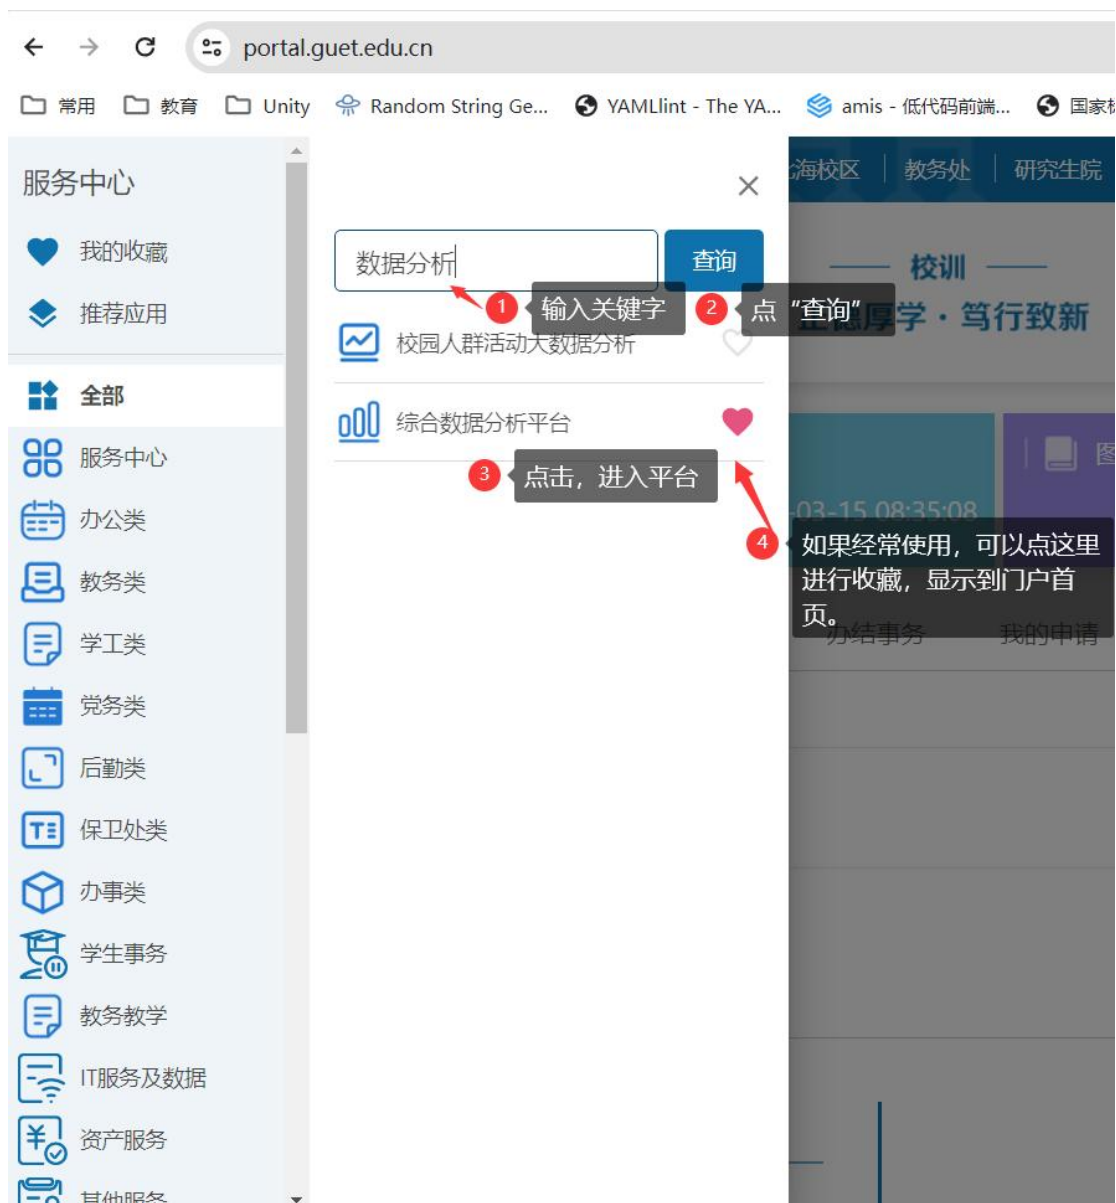 portal.guet.edu.cn
常用 教育 Unity Random String Ge... YAMLlint - The YA... amis - 低代码前端... 国家
服务中心
我的收藏
推荐应用
全部
服务中心
办公类
教务类
学工类
党务类
后勤类
保卫处类
办事类
学生事务
教务教学
IT服务及数据
资产服务
其他服务
数据分析
查询
1 输入关键字
2 点“查询”
校园人群活动大数据分析
综合数据分析平台
3 点击，进入平台
4 如果经常使用，可以点这里
进行收藏，显示到门户首
页。
海校区 教务处 研究生院
校训
厚学·笃行致新
-03-15 08:35:08
办结事务 我的申请